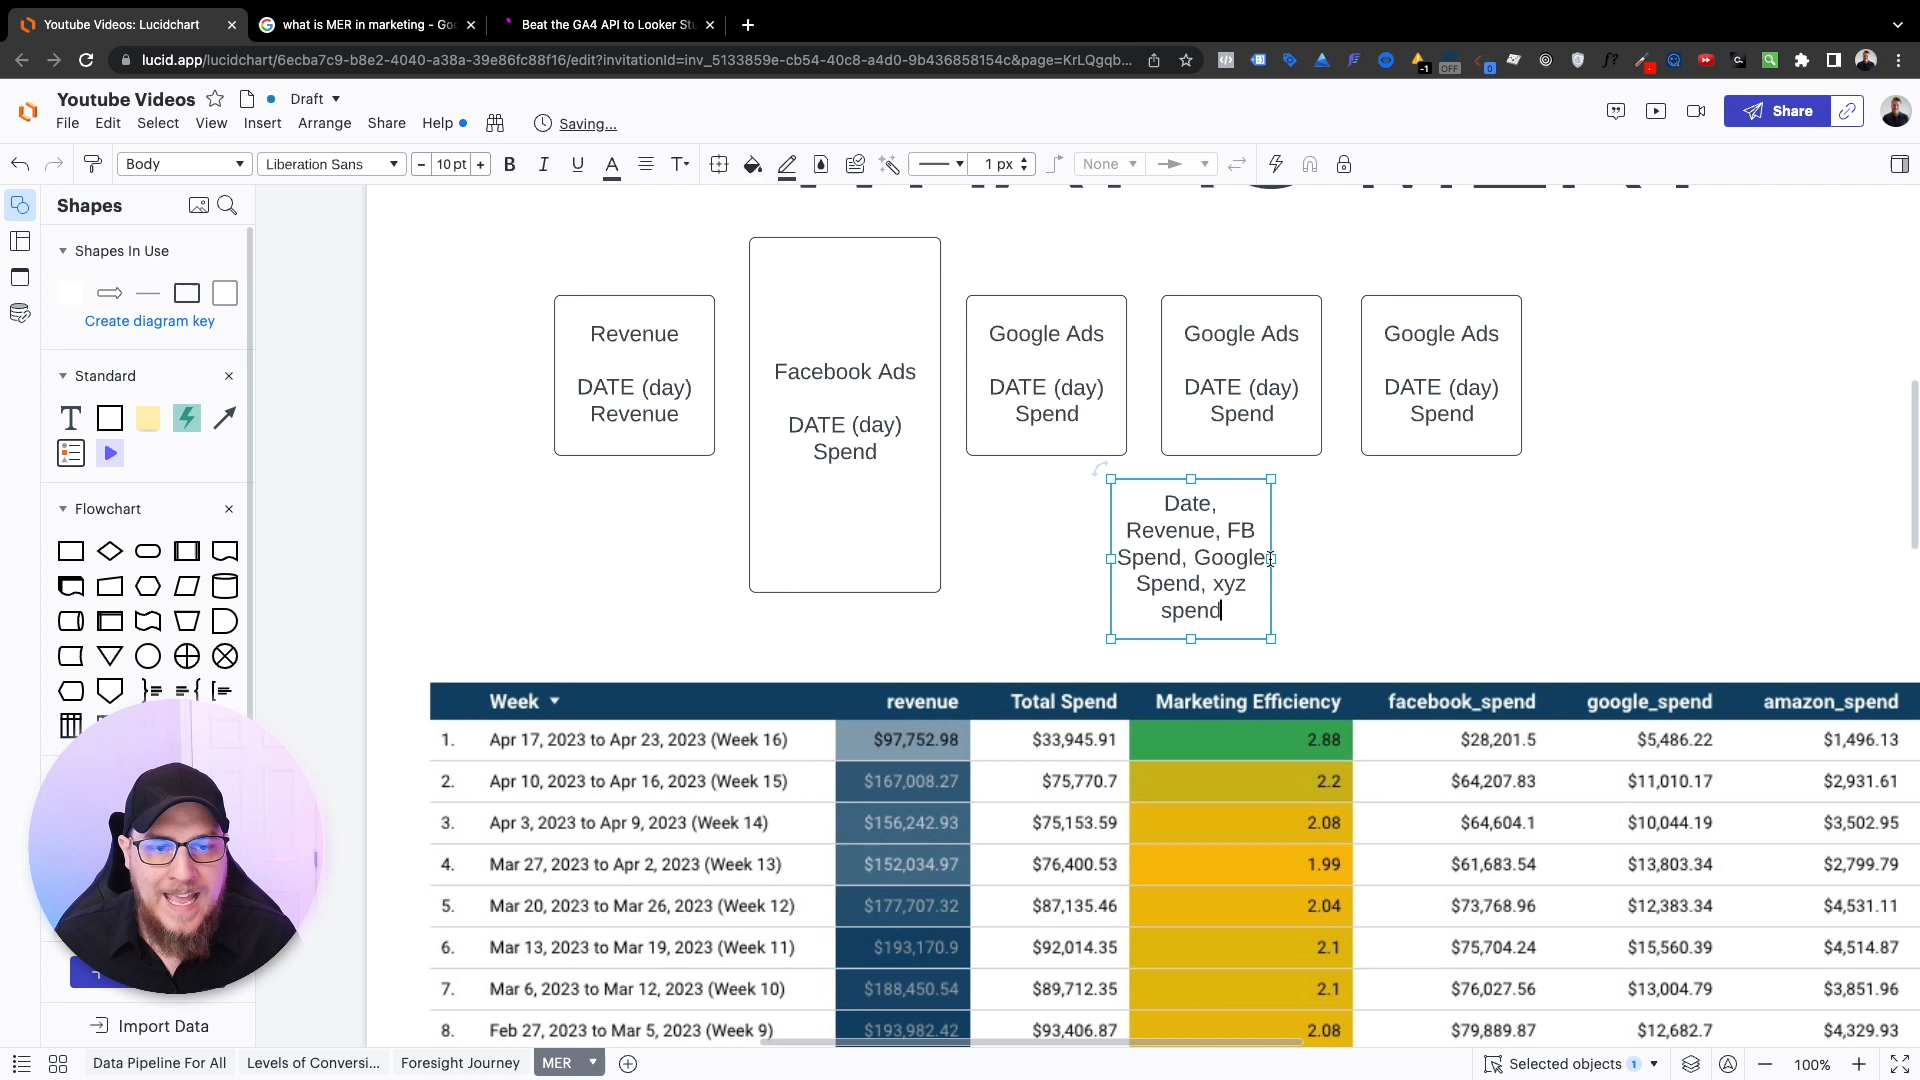 Youtube Videos: Lucidchart
what is MER in marketing - Goo
Beat the GA4 API to Looker Stu
lucid.app/lucidchart/6ecba7c9-b8e2-4040-a38a-39e86fc88f16/edit?invitationId=inv_5133859e-cb54-40c8-a4d0-9b436858154c&page=KrLQgqb...
Youtube Videos
Draft
File Edit Select View Insert Arrange Share Help
Saving...
Share
Body
Liberation Sans
- 10 pt +
B I U A
1 px
None
Shapes
Shapes In Use
Create diagram key
Standard
T
Flowchart
Import Data
Revenue
DATE (day)
Revenue
Facebook Ads
DATE (day)
Spend
Google Ads
DATE (day)
Spend
Google Ads
DATE (day)
Spend
Google Ads
DATE (day)
Spend
Date,
Revenue, FB
Spend, Google
Spend, xyz
spend
Week revenue Total Spend Marketing Efficiency facebook_spend google_spend amazon_spend
1. Apr 17, 2023 to Apr 23, 2023 (Week 16) $97,752.98 $33,945.91 2.88 $28,201.5 $5,486.22 $1,496.13
2. Apr 10, 2023 to Apr 16, 2023 (Week 15) $167,008.27 $75,770.7 2.2 $64,207.83 $11,010.17 $2,931.61
3. Apr 3, 2023 to Apr 9, 2023 (Week 14) $156,242.93 $75,153.59 2.08 $64,604.1 $10,044.19 $3,502.95
4. Mar 27, 2023 to Apr 2, 2023 (Week 13) $152,034.97 $76,400.53 1.99 $61,683.54 $13,803.34 $2,799.79
5. Mar 20, 2023 to Mar 26, 2023 (Week 12) $177,707.32 $87,135.46 2.04 $73,768.96 $12,383.34 $4,531.11
6. Mar 13, 2023 to Mar 19, 2023 (Week 11) $193,170.9 $92,014.35 2.1 $75,704.24 $15,560.39 $4,514.87
7. Mar 6, 2023 to Mar 12, 2023 (Week 10) $188,450.54 $89,712.35 2.1 $76,027.56 $13,004.79 $3,851.96
8. Feb 27, 2023 to Mar 5, 2023 (Week 9) $193,982.42 $93,406.87 2.08 $79,889.87 $12,682.7 $4,329.93
Data Pipeline For All
Levels of Conversi...
Foresight Journey
MER
Selected objects 1
100%